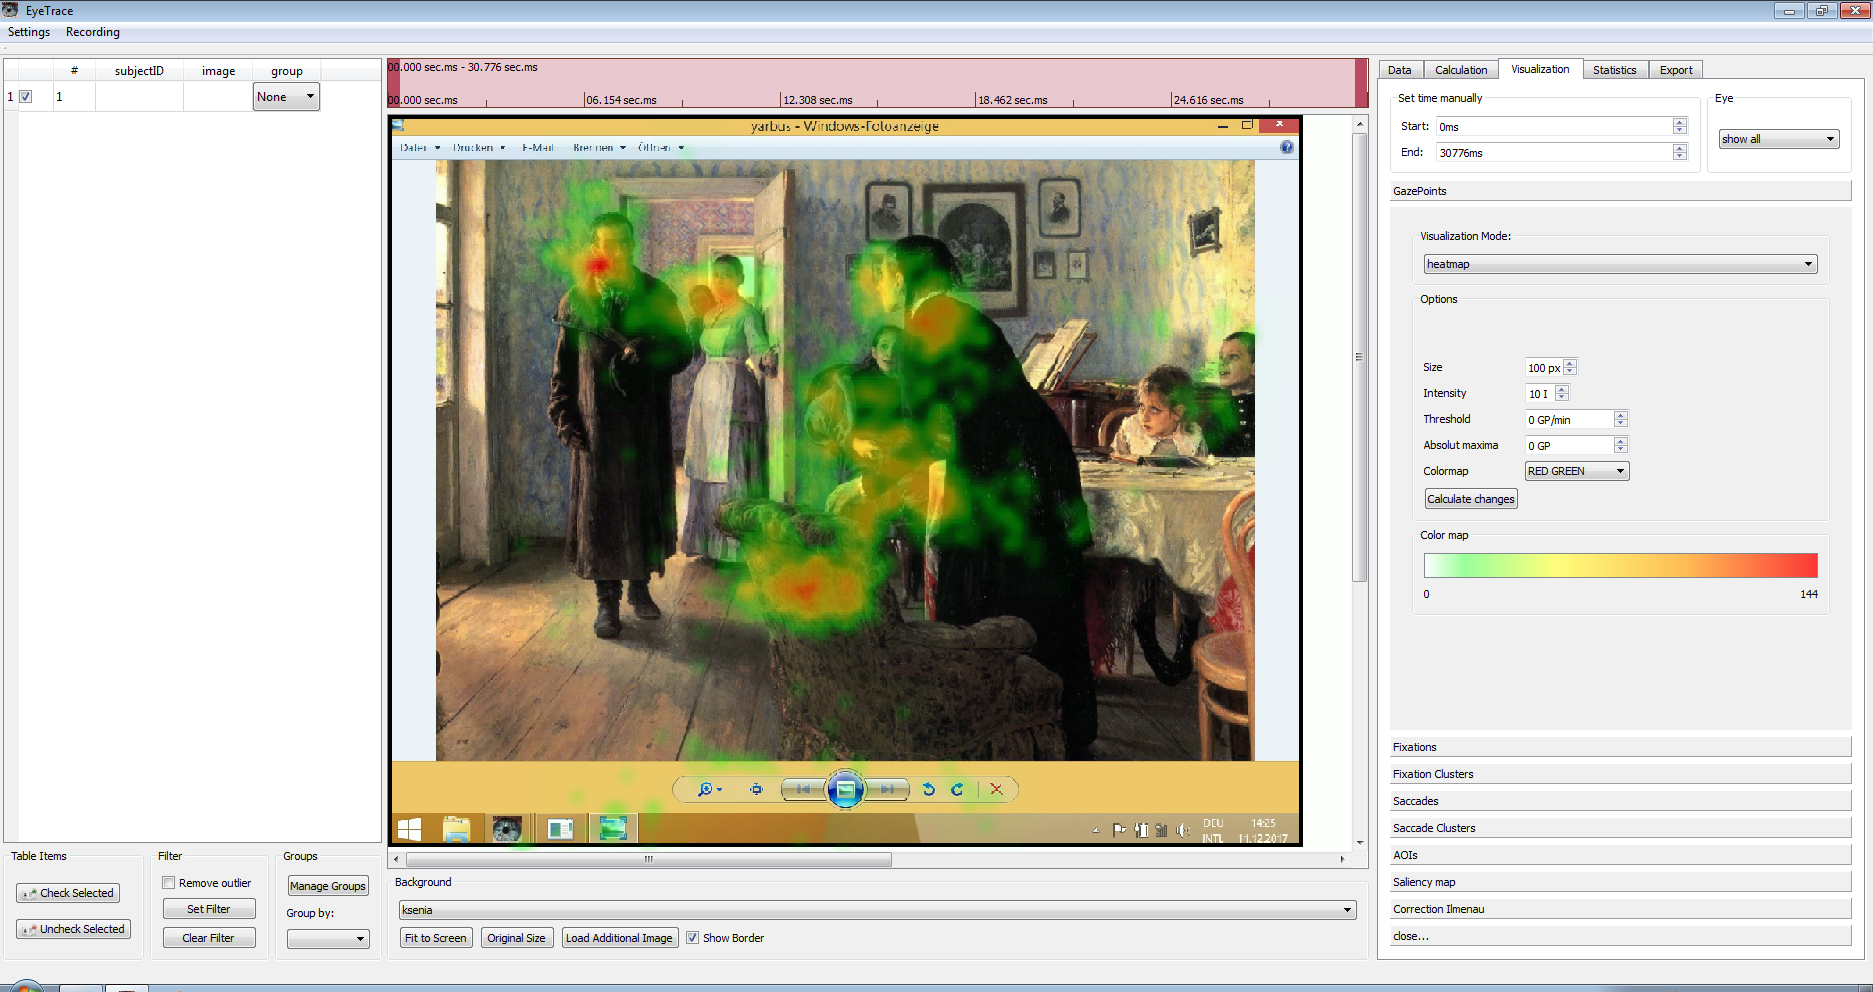 EyeTrace
Settings Recording
# subjectID image group
1 1 None
00.000 sec.ms - 30.776 sec.ms
00.000 sec.ms 06.154 sec.ms 12.308 sec.ms 18.462 sec.ms 24.616 sec.ms
yarbus - Windows-Fotoanzeige
Datei Drucken E-Mail Brennen Öffnen
DEU 14:25
INTL 11.12.2017
Data Calculation Visualization Statistics Export
Set time manually
Start: 0ms
End: 30776ms
Eye
show all
GazePoints
Visualization Mode:
heatmap
Options
Size 100 px
Intensity 10 I
Threshold 0 GP/min
Absolut maxima 0 GP
Colormap RED GREEN
Calculate changes
Color map
0 144
Fixations
Fixation Clusters
Saccades
Saccade Clusters
AOIs
Saliency map
Correction Ilmenau
close...
Table Items
Check Selected
Uncheck Selected
Filter
Remove outlier
Set Filter
Clear Filter
Groups
Manage Groups
Group by:
Background
ksenia
Fit to Screen Original Size Load Additional Image Show Border